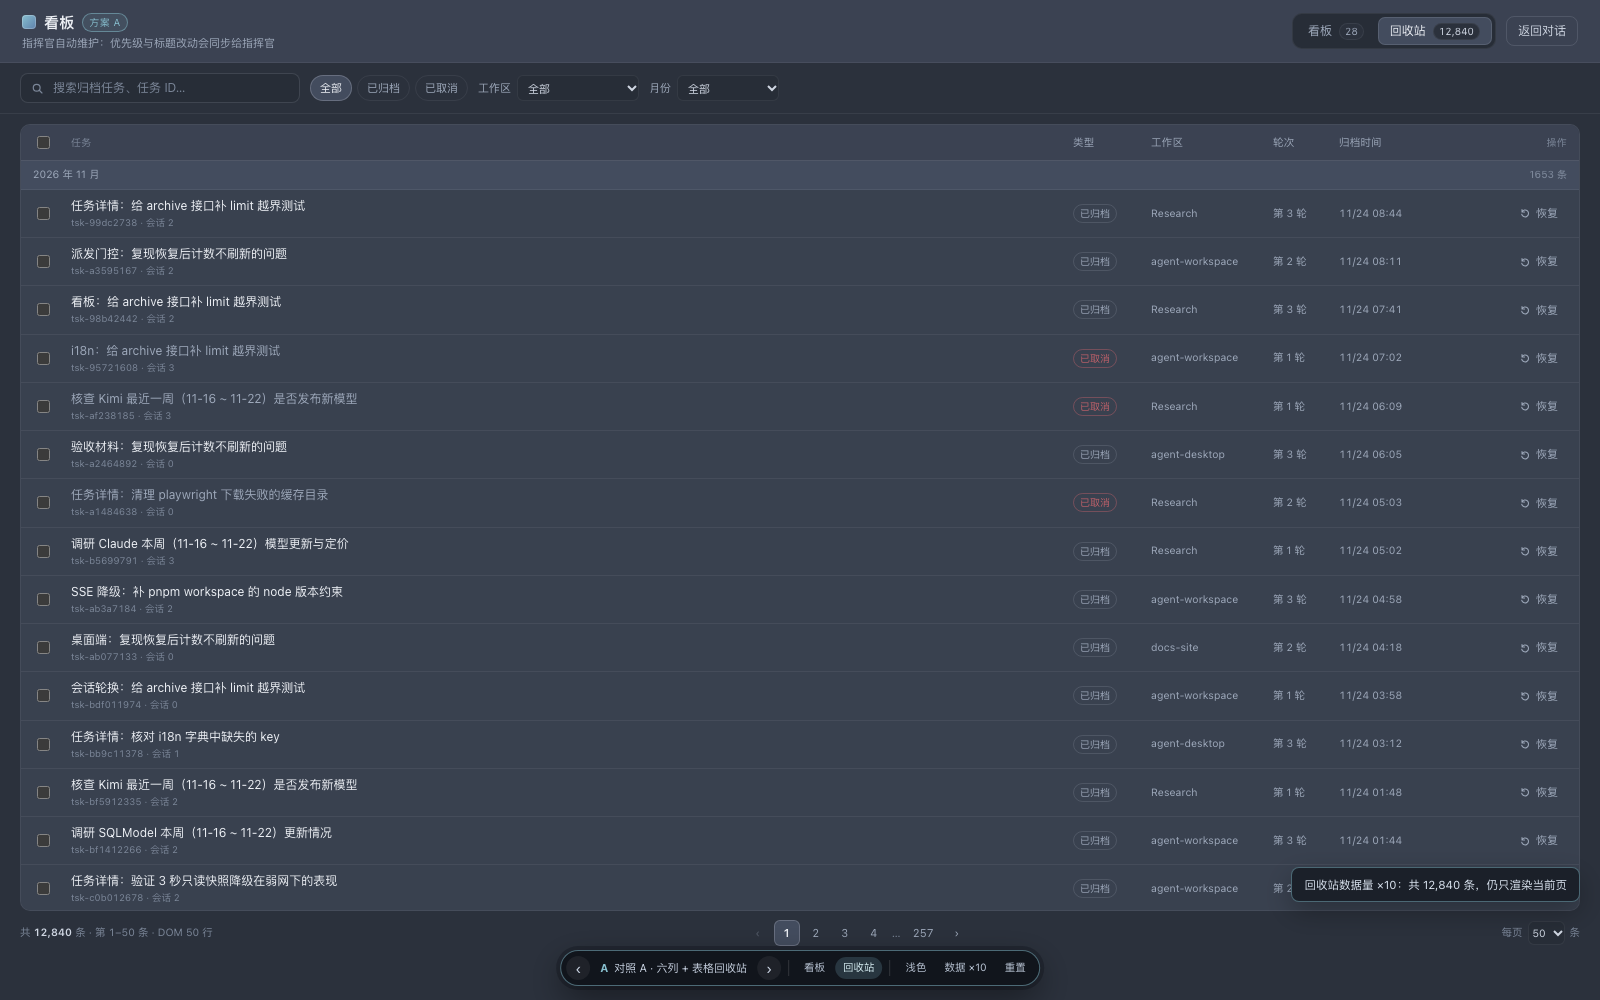 看板 方案 A
指挥官自动维护：优先级与标题改动会同步给指挥官
看板 28 回收站 12,840 返回对话
搜索归档任务、任务 ID... 全部 已归档 已取消 工作区 全部 月份 全部
任务 类型 工作区 轮次 归档时间 操作
2026 年 11 月 1653 条
任务详情：给 archive 接口补 limit 越界测试
tsk-99dc2738 · 会话 2
已归档 Research 第 3 轮 11/24 08:44 恢复
派发门控：复现恢复后计数不刷新的问题
tsk-a3595167 · 会话 2
已归档 agent-workspace 第 2 轮 11/24 08:11 恢复
看板：给 archive 接口补 limit 越界测试
tsk-98b42442 · 会话 2
已归档 Research 第 3 轮 11/24 07:41 恢复
i18n：给 archive 接口补 limit 越界测试
tsk-95721608 · 会话 3
已取消 agent-workspace 第 1 轮 11/24 07:02 恢复
核查 Kimi 最近一周（11-16 ~ 11-22）是否发布新模型
tsk-af238185 · 会话 3
已取消 Research 第 1 轮 11/24 06:09 恢复
验收材料：复现恢复后计数不刷新的问题
tsk-a2464892 · 会话 0
已归档 agent-desktop 第 3 轮 11/24 06:05 恢复
任务详情：清理 playwright 下载失败的缓存目录
tsk-a1484638 · 会话 0
已取消 Research 第 2 轮 11/24 05:03 恢复
调研 Claude 本周（11-16 ~ 11-22）模型更新与定价
tsk-b5699791 · 会话 3
已归档 Research 第 1 轮 11/24 05:02 恢复
SSE 降级：补 pnpm workspace 的 node 版本约束
tsk-ab3a7184 · 会话 2
已归档 agent-workspace 第 3 轮 11/24 04:58 恢复
桌面端：复现恢复后计数不刷新的问题
tsk-ab077133 · 会话 0
已归档 docs-site 第 2 轮 11/24 04:18 恢复
会话轮换：给 archive 接口补 limit 越界测试
tsk-bdf011974 · 会话 0
已归档 agent-workspace 第 1 轮 11/24 03:58 恢复
任务详情：核对 i18n 字典中缺失的 key
tsk-bb9c11378 · 会话 1
已归档 agent-desktop 第 3 轮 11/24 03:12 恢复
核查 Kimi 最近一周（11-16 ~ 11-22）是否发布新模型
tsk-bf5912335 · 会话 2
已归档 Research 第 1 轮 11/24 01:48 恢复
调研 SQLModel 本周（11-16 ~ 11-22）更新情况
tsk-bf1412266 · 会话 2
已归档 agent-workspace 第 3 轮 11/24 01:44 恢复
任务详情：验证 3 秒只读快照降级在弱网下的表现
tsk-c0b012678 · 会话 2
已归档 agent-workspace 第 2
回收站数据量 ×10：共 12,840 条，仍只渲染当前页
共 12,840 条 · 第 1–50 条 · DOM 50 行 ‹ 1 2 3 4 … 257 › 每页 50 条
‹ A 对照 A · 六列 + 表格回收站 › 看板 回收站 浅色 数据 ×10 重置